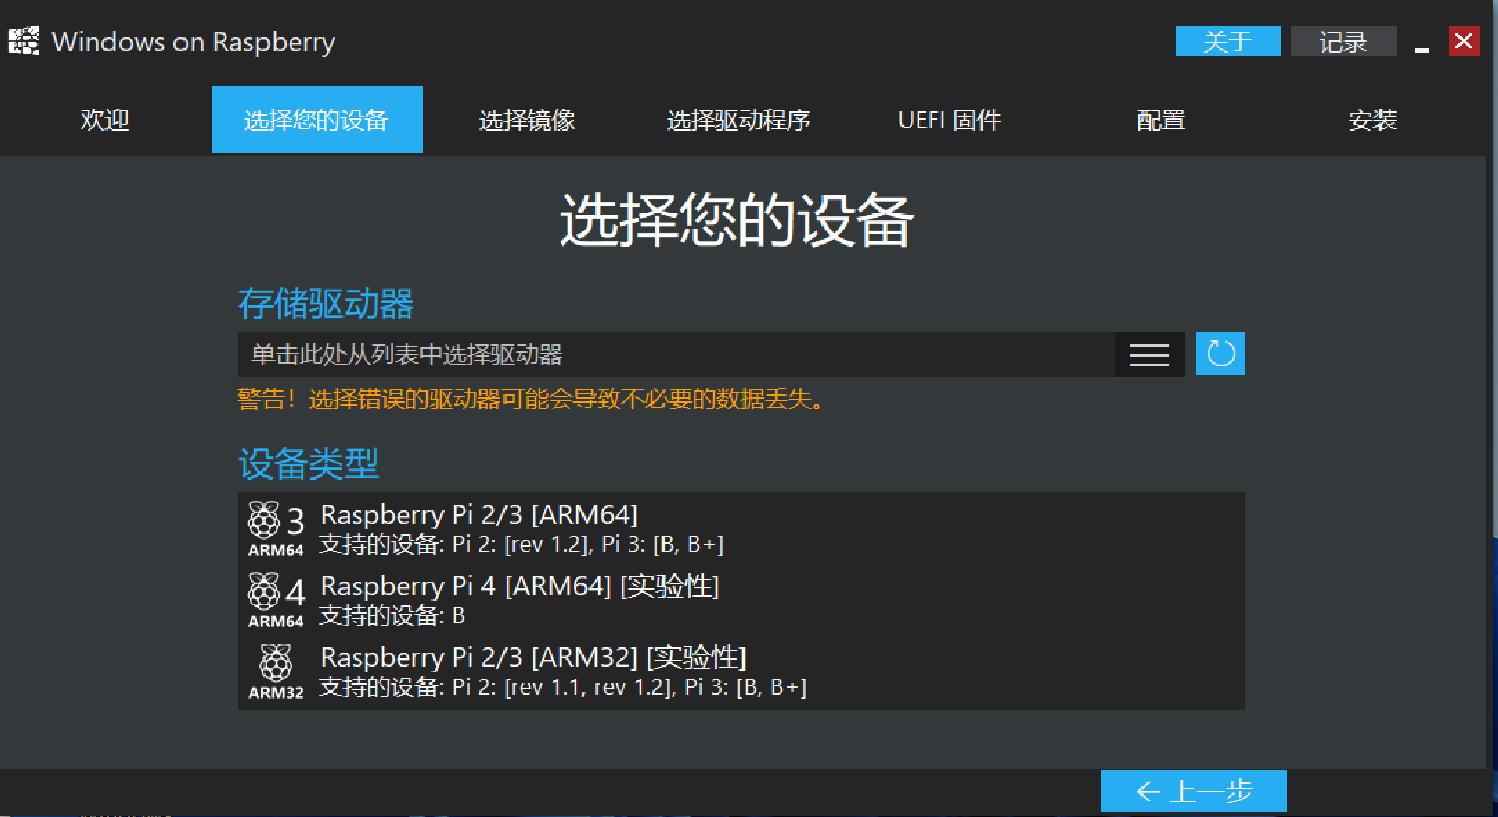 Windows on Raspberry
关于
记录
欢迎
选择您的设备
选择镜像
选择驱动程序
UEFI 固件
配置
安装
选择您的设备
存储驱动器
单击此处从列表中选择驱动器
警告！选择错误的驱动器可能会导致不必要的数据丢失。
设备类型
3
ARM64
Raspberry Pi 2/3 [ARM64]
支持的设备: Pi 2: [rev 1.2], Pi 3: [B, B+]
4
ARM64
Raspberry Pi 4 [ARM64] [实验性]
支持的设备: B
ARM32
Raspberry Pi 2/3 [ARM32] [实验性]
支持的设备: Pi 2: [rev 1.1, rev 1.2], Pi 3: [B, B+]
← 上一步